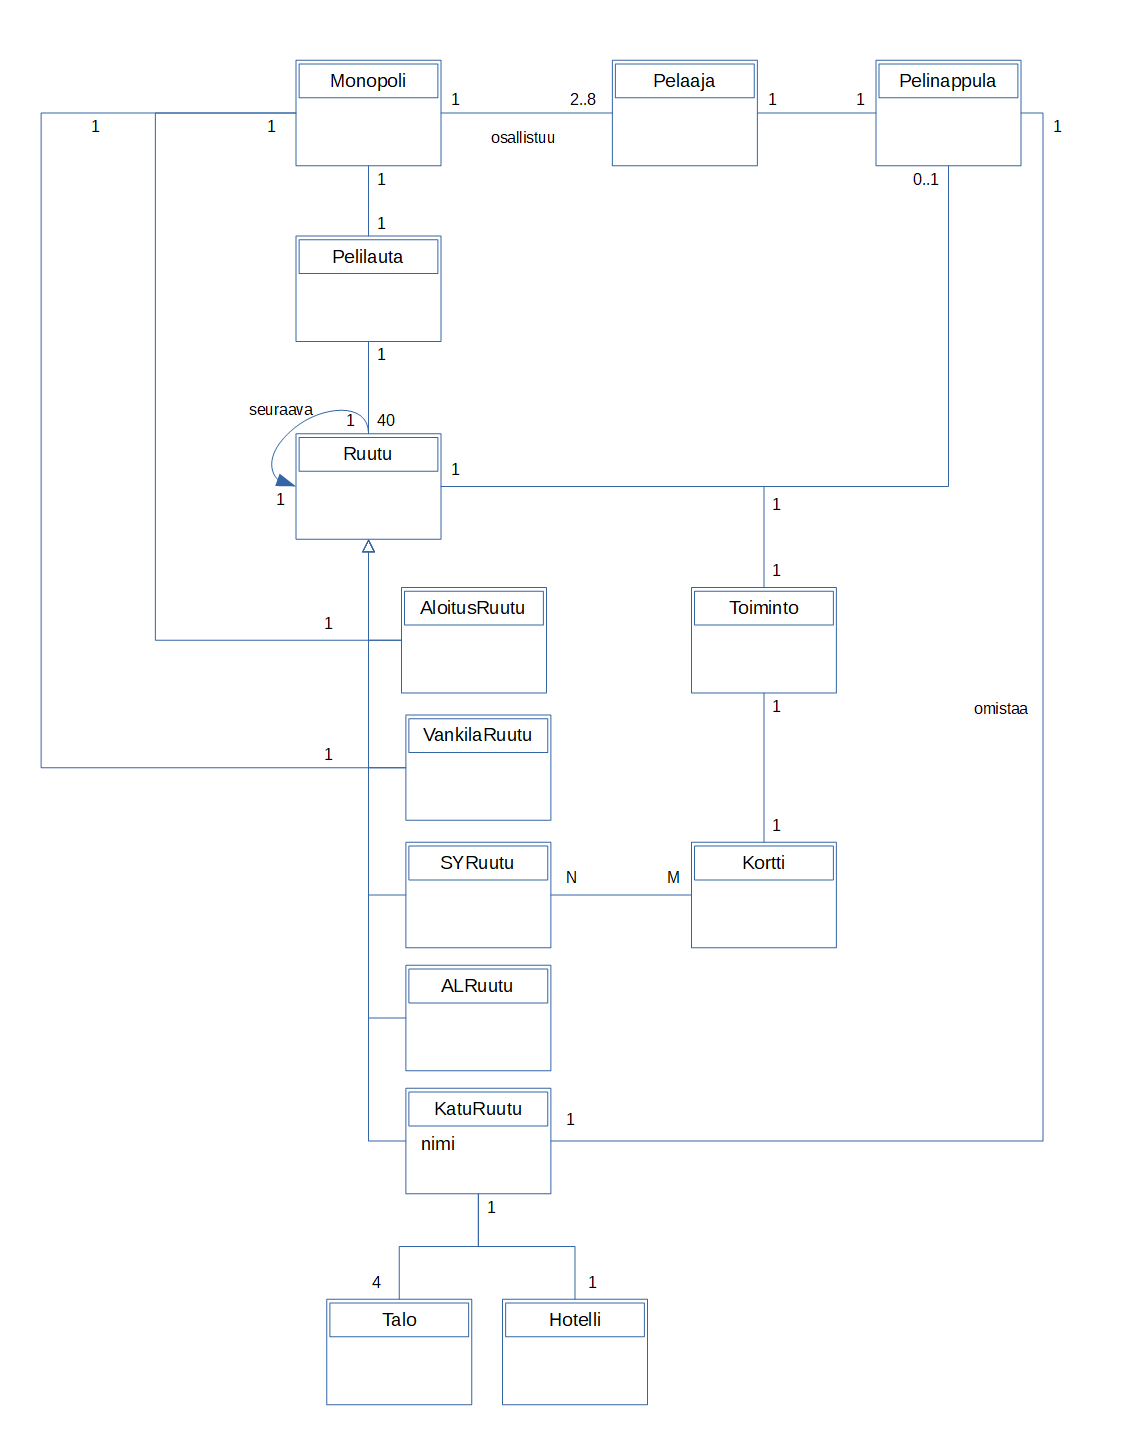 Monopoli
Pelaaja
Pelinappula
1
2..8
1
1
1
1
1
osallistuu
1
0..1
1
Pelilauta
1
seuraava
1
40
Ruutu
1
1
1
1
AloitusRuutu
Toiminto
1
1
omistaa
VankilaRuutu
1
1
SYRuutu
Kortti
N
M
ALRuutu
KatuRuutu
1
nimi
1
4
1
Talo
Hotelli